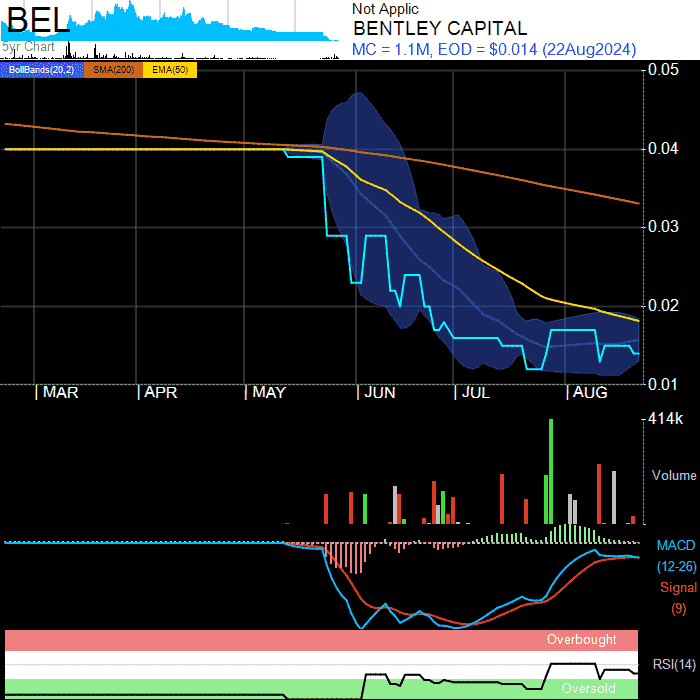 BEL
5yr Chart
Not Applic
BENTLEY CAPITAL
MC = 1.1M, EOD = $0.014 (22Aug2024)
BollBands(20,2) SMA(200) EMA(50)
0.05
0.04
0.03
0.02
0.01
MAR APR MAY JUN JUL AUG
414k
Volume
MACD
(12-26)
Signal
(9)
Overbought
RSI(14)
Oversold